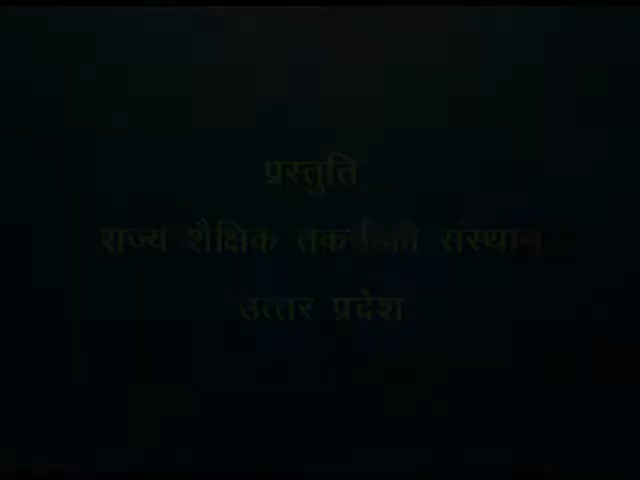 प्रस्तुति
राज्य शैक्षिक तकनीकी संस्थान
उत्तर प्रदेश